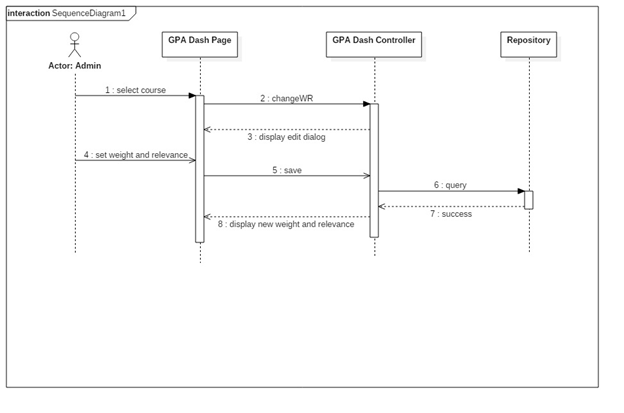 interaction SequenceDiagram1
GPA Dash Page
GPA Dash Controller
Repository
Actor: Admin
1 : select course
2 : changeWR
3 : display edit dialog
4 : set weight and relevance
5 : save
6 : query
7 : success
8 : display new weight and relevance